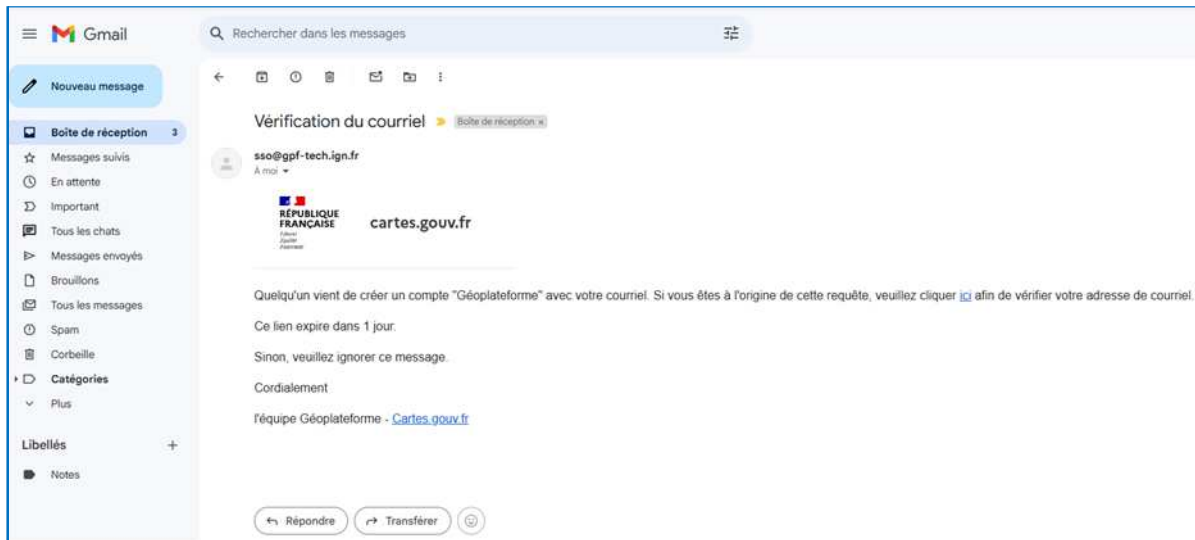 Gmail
Rechercher dans les messages
Nouveau message
Boîte de réception 3
Messages suivis
En attente
Important
Tous les chats
Messages envoyés
Brouillons
Tous les messages
Spam
Corbeille
Catégories
Plus
Libellés
Notes
Vérification du courriel
Boîte de réception x
sso@gpf-tech.ign.fr
À moi
RÉPUBLIQUE
FRANÇAISE
Liberté
Égalité
Fraternité
cartes.gouv.fr
Quelqu'un vient de créer un compte "Géoplateforme" avec votre courriel. Si vous êtes à l'origine de cette requête, veuillez cliquer ici afin de vérifier votre adresse de courriel.
Ce lien expire dans 1 jour.
Sinon, veuillez ignorer ce message.
Cordialement
l'équipe Géoplateforme - Cartes.gouv.fr
Répondre
Transférer